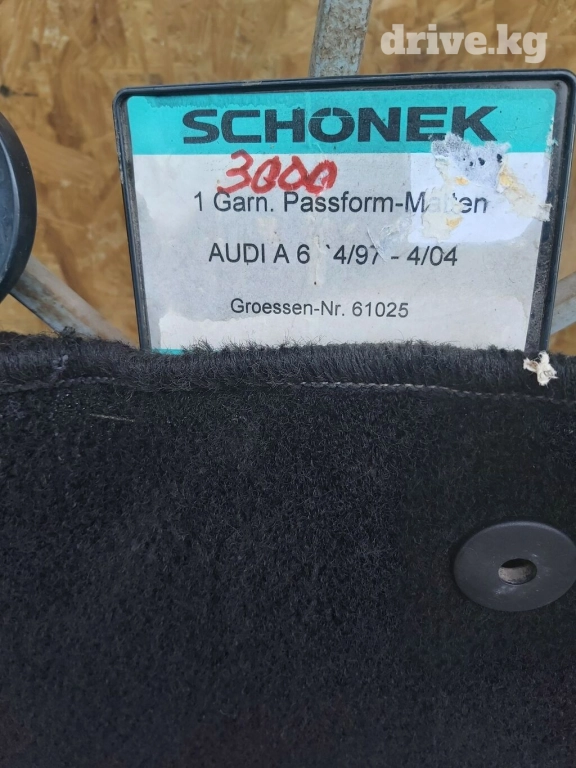 drive.kg
SCHONEK
3000
1 Garn. Passform-Matten
AUDI A 6 4/97 - 4/04
Groessen-Nr. 61025